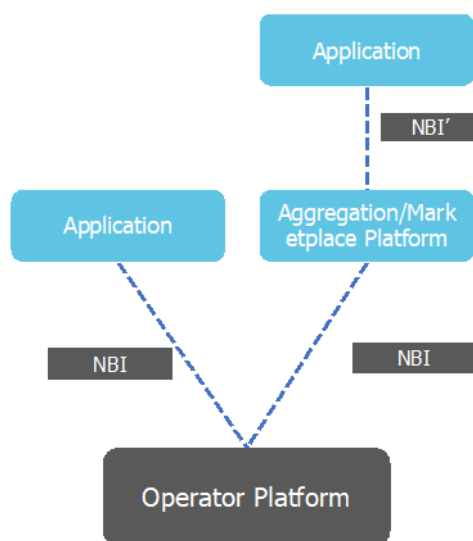 Application
NBI′
Application
Aggregation/Mark
etplace Platform
NBI
NBI
Operator Platform